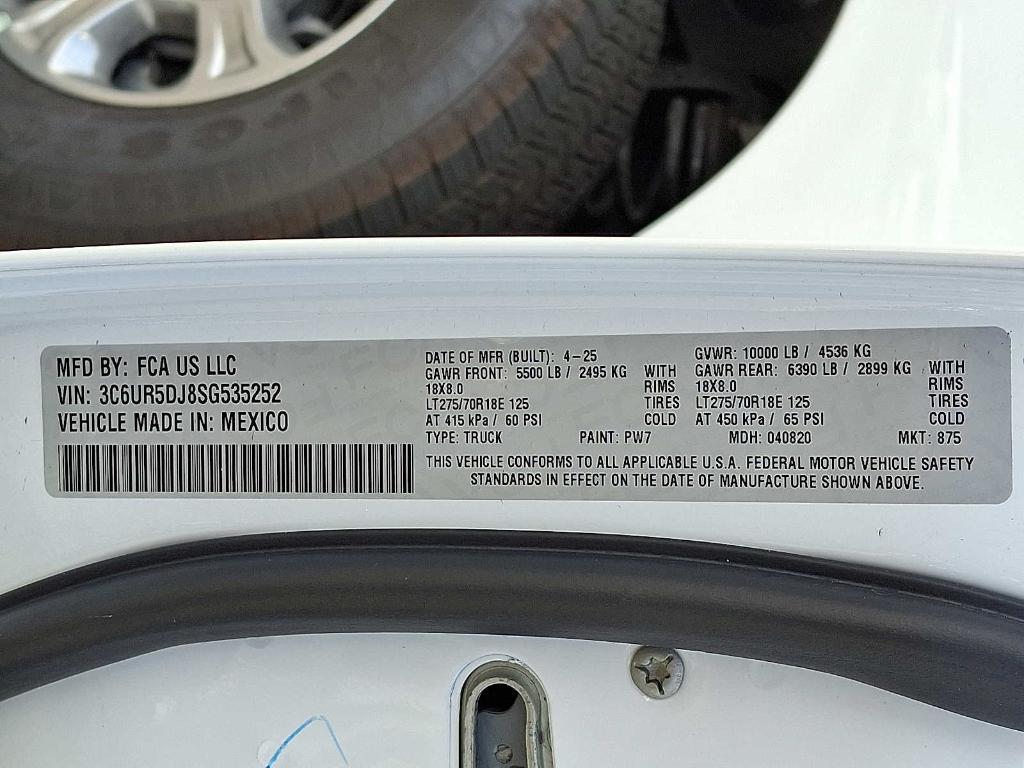 MFD BY: FCA US LLC
VIN: 3C6UR5DJ8SG535252
VEHICLE MADE IN: MEXICO
DATE OF MFR (BUILT): 4-25
GAWR FRONT: 5500 LB / 2495 KG WITH
18X8.0 RIMS
LT275/70R18E 125 TIRES
AT 415 kPa / 60 PSI COLD
GVWR: 10000 LB / 4536 KG
GAWR REAR: 6390 LB / 2899 KG WITH
18X8.0 RIMS
LT275/70R18E 125 TIRES
AT 450 kPa / 65 PSI COLD
TYPE: TRUCK PAINT: PW7 MDH: 040820 MKT: 875
THIS VEHICLE CONFORMS TO ALL APPLICABLE U.S.A. FEDERAL MOTOR VEHICLE SAFETY
STANDARDS IN EFFECT ON THE DATE OF MANUFACTURE SHOWN ABOVE.